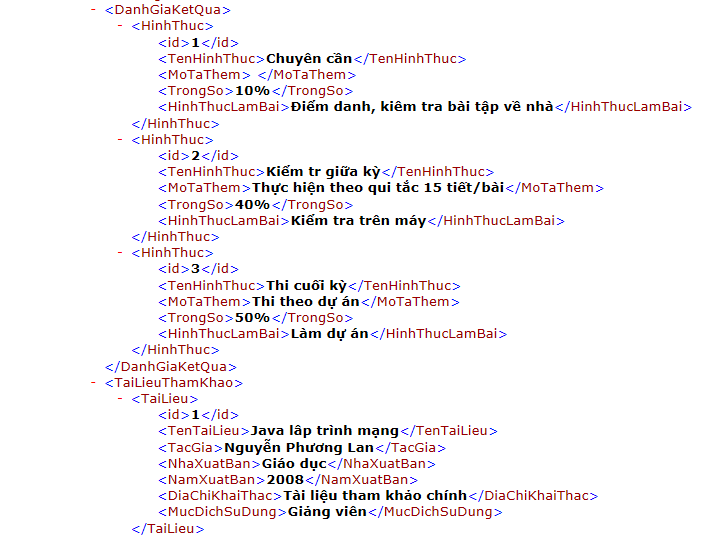 - <DanhGiaKetQua>
- <HinhThuc>
<id>1</id>
<TenHinhThuc>Chuyên cần</TenHinhThuc>
<MoTaThem> </MoTaThem>
<TrongSo>10%</TrongSo>
<HinhThucLamBai>Điểm danh, kiêm tra bài tập về nhà</HinhThucLamBai>
</HinhThuc>
- <HinhThuc>
<id>2</id>
<TenHinhThuc>Kiểm tr giữa kỳ</TenHinhThuc>
<MoTaThem>Thực hiện theo qui tắc 15 tiết/bài</MoTaThem>
<TrongSo>40%</TrongSo>
<HinhThucLamBai>Kiểm tra trên máy</HinhThucLamBai>
</HinhThuc>
- <HinhThuc>
<id>3</id>
<TenHinhThuc>Thi cuối kỳ</TenHinhThuc>
<MoTaThem>Thi theo dự án</MoTaThem>
<TrongSo>50%</TrongSo>
<HinhThucLamBai>Làm dự án</HinhThucLamBai>
</HinhThuc>
</DanhGiaKetQua>
- <TaiLieuThamKhao>
- <TaiLieu>
<id>1</id>
<TenTaiLieu>Java lâp trình mạng</TenTaiLieu>
<TacGia>Nguyễn Phương Lan</TacGia>
<NhaXuatBan>Giáo dục</NhaXuatBan>
<NamXuatBan>2008</NamXuatBan>
<DiaChiKhaiThac>Tài liệu tham khảo chính</DiaChiKhaiThac>
<MucDichSuDung>Giảng viên</MucDichSuDung>
</TaiLieu>